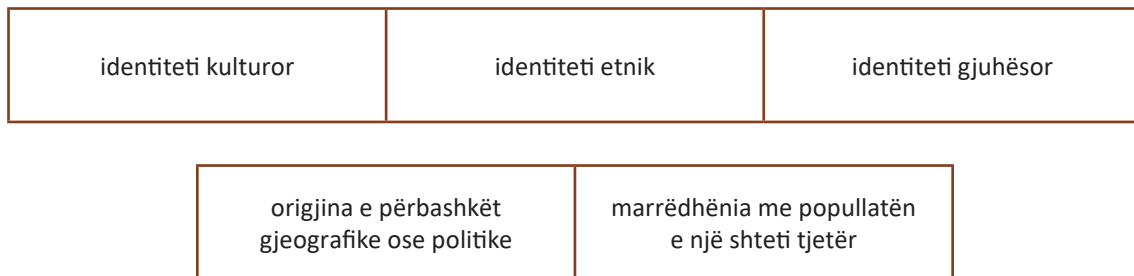 identiteti kulturor
identiteti etnik
identiteti gjuhësor
origjina e përbashkët
gjeografike ose politike
marrëdhënia me popullatën
e një shteti tjetër